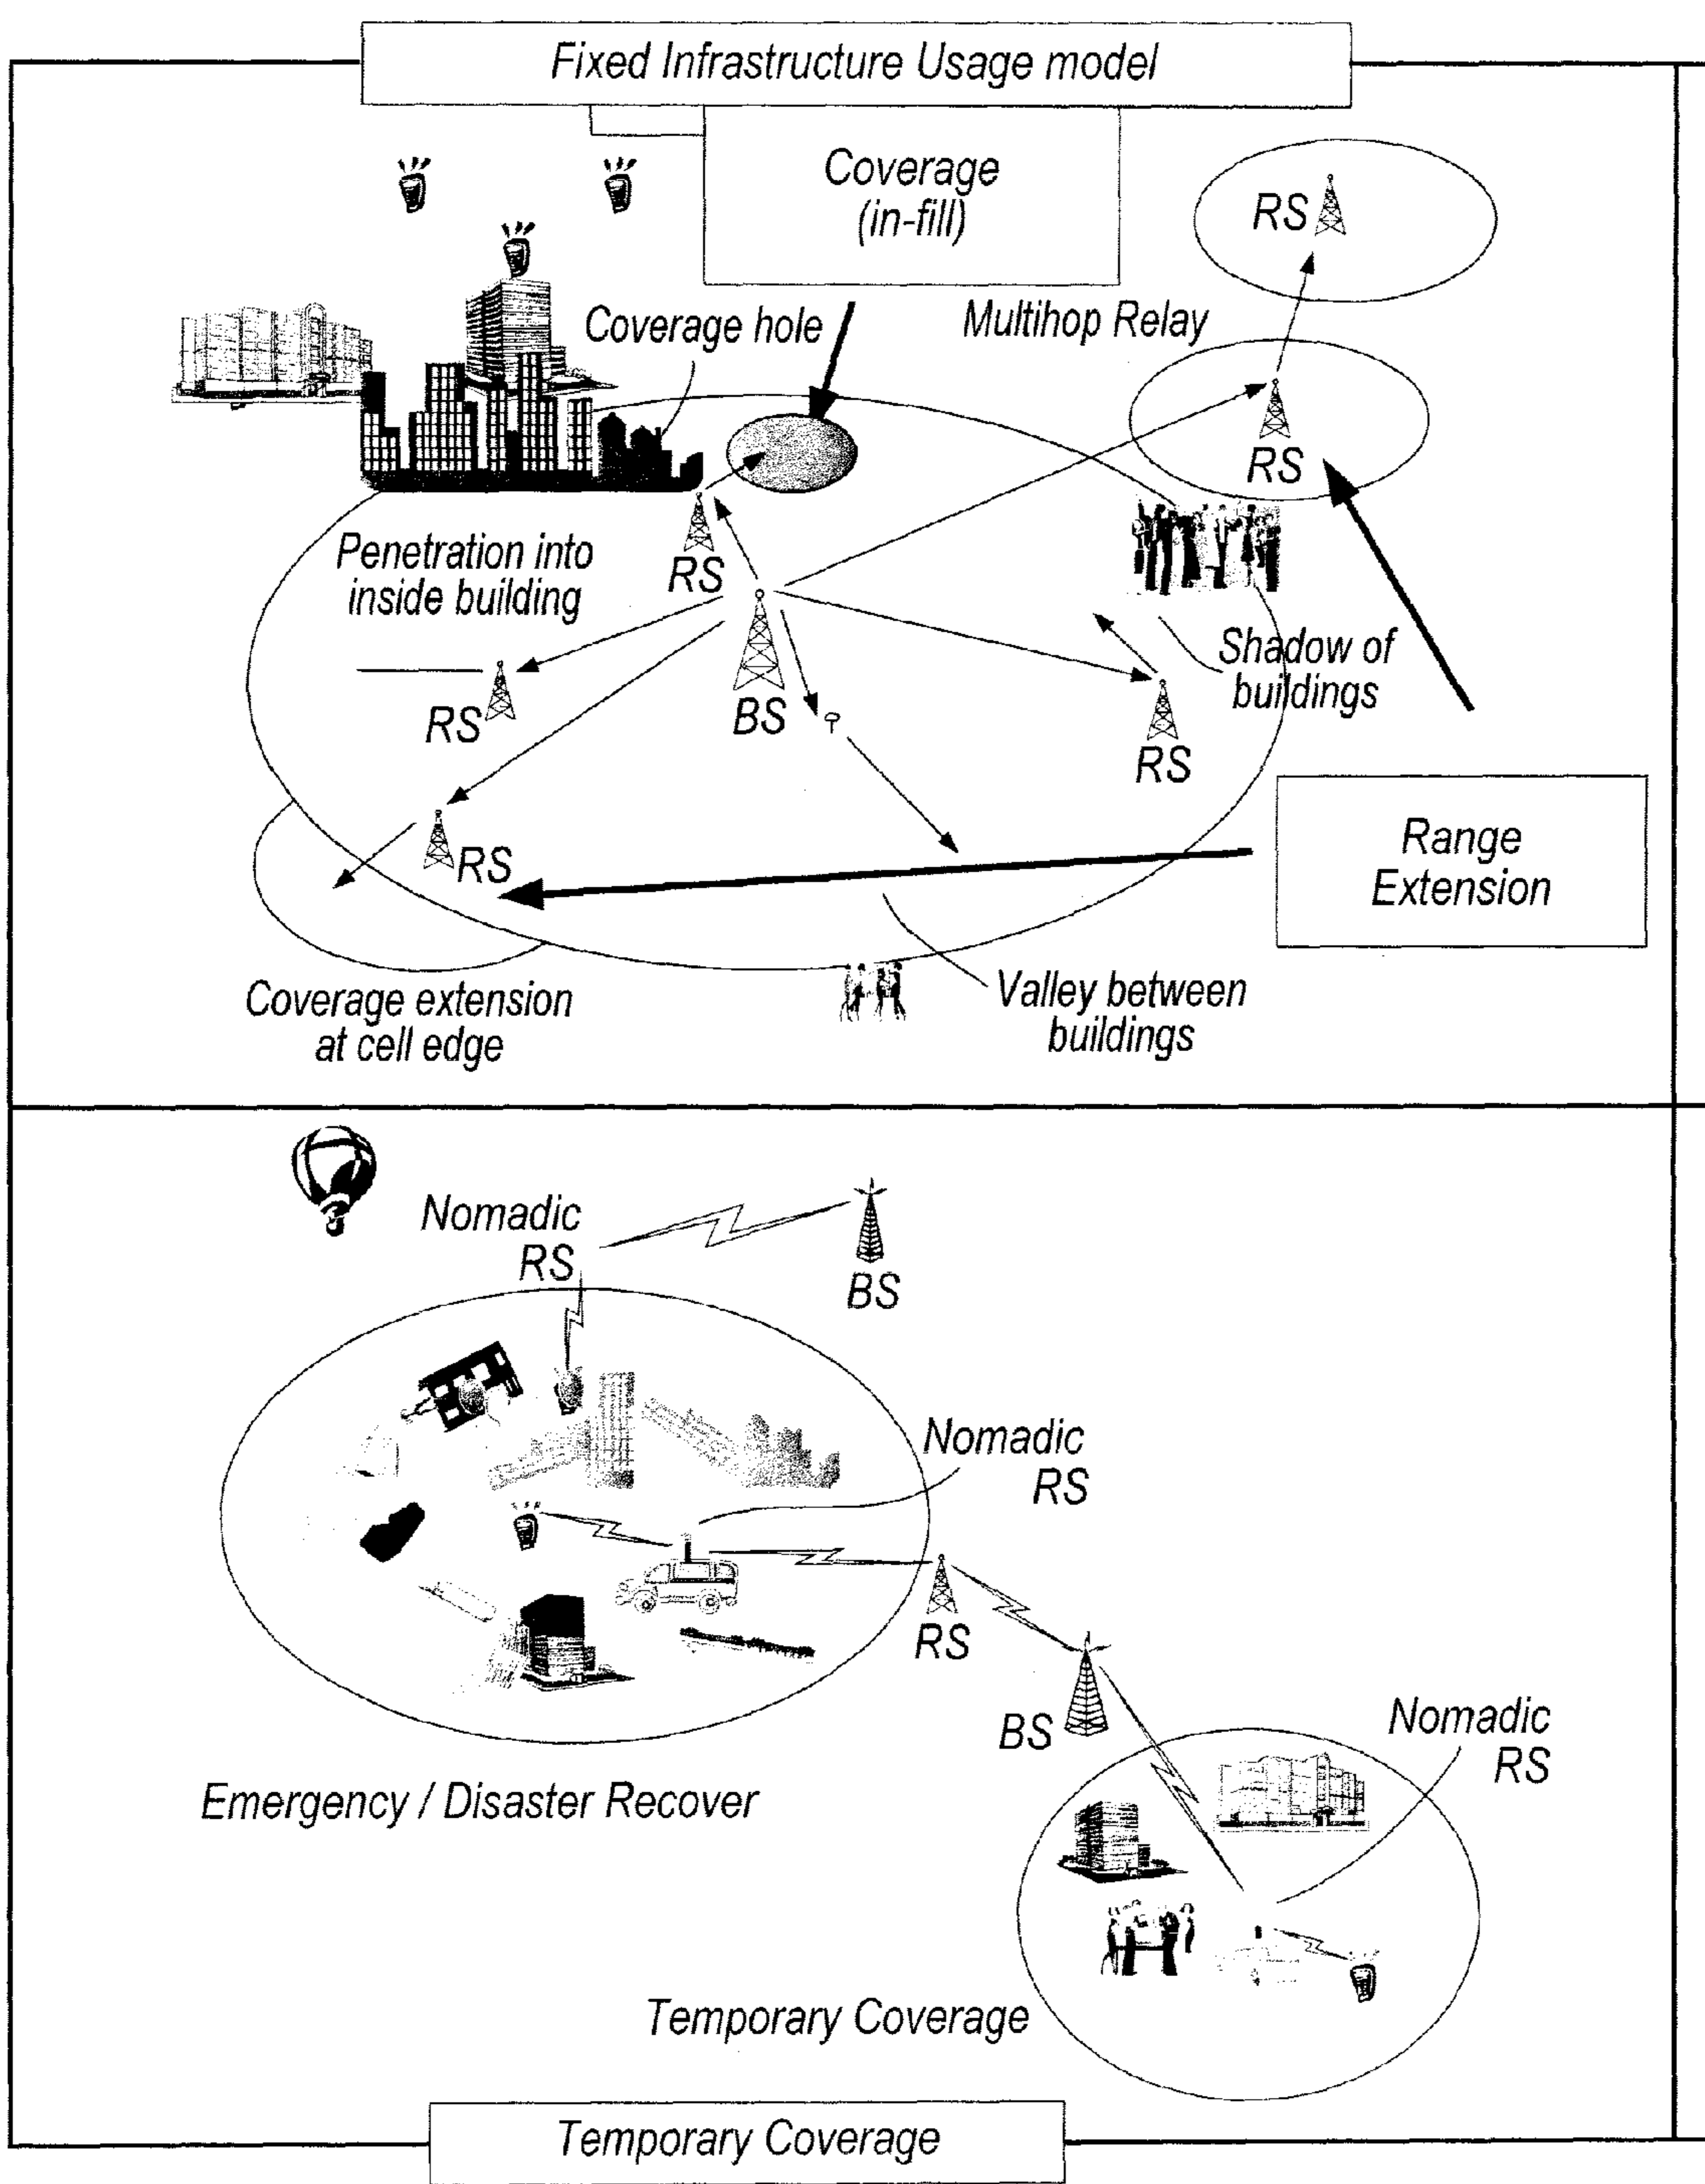 Fixed Infrastructure Usage model
Coverage
(in-fill)
RS
Coverage hole
Multihop Relay
RS
Penetration into
inside building
RS
Shadow of
buildings
RS
BS
RS
RS
Range
Extension
Coverage extension
at cell edge
Valley between
buildings
Nomadic
RS
BS
Nomadic
RS
RS
BS
Nomadic
RS
Emergency / Disaster Recover
Temporary Coverage
Temporary Coverage